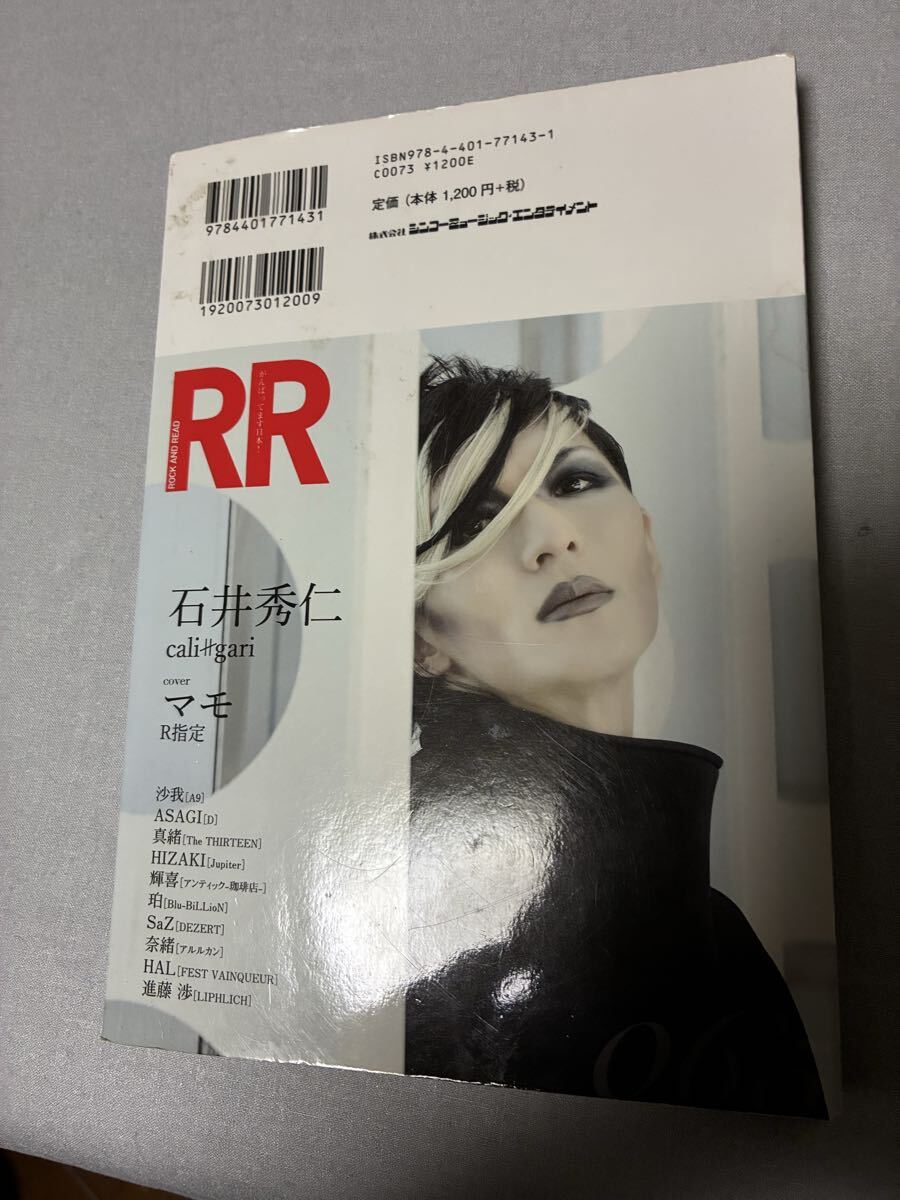 ISBN978-4-401-77143-1
C0073 ¥1200E
定価（本体 1,200円+税）
株式会社 シンコーミュージック・エンタテイメント
9784401771431
1920073012009
RR
ROCK AND READ
がんばってます日本！
石井秀仁
cali♯gari
cover
マモ
R指定
沙我[A9]
ASAGI[D]
真緒[The THIRTEEN]
HIZAKI[Jupiter]
輝喜[アンティック-珈琲店-]
珀[Blu-BiLLioN]
SaZ[DEZERT]
奈緒[アルルカン]
HAL[FEST VAINQUEUR]
進藤 渉[LIPHLICH]